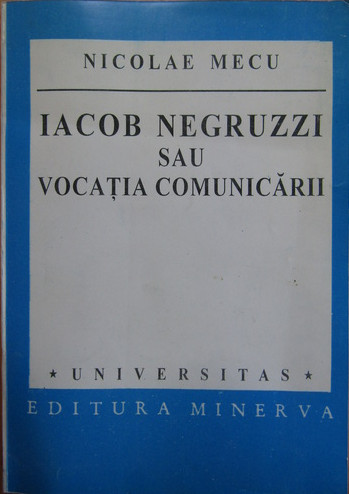 NICOLAE MECU
IACOB NEGRUZZI
SAU
VOCAȚIA COMUNICĂRII
★ UNIVERSITAS ★
EDITURA MINERVA